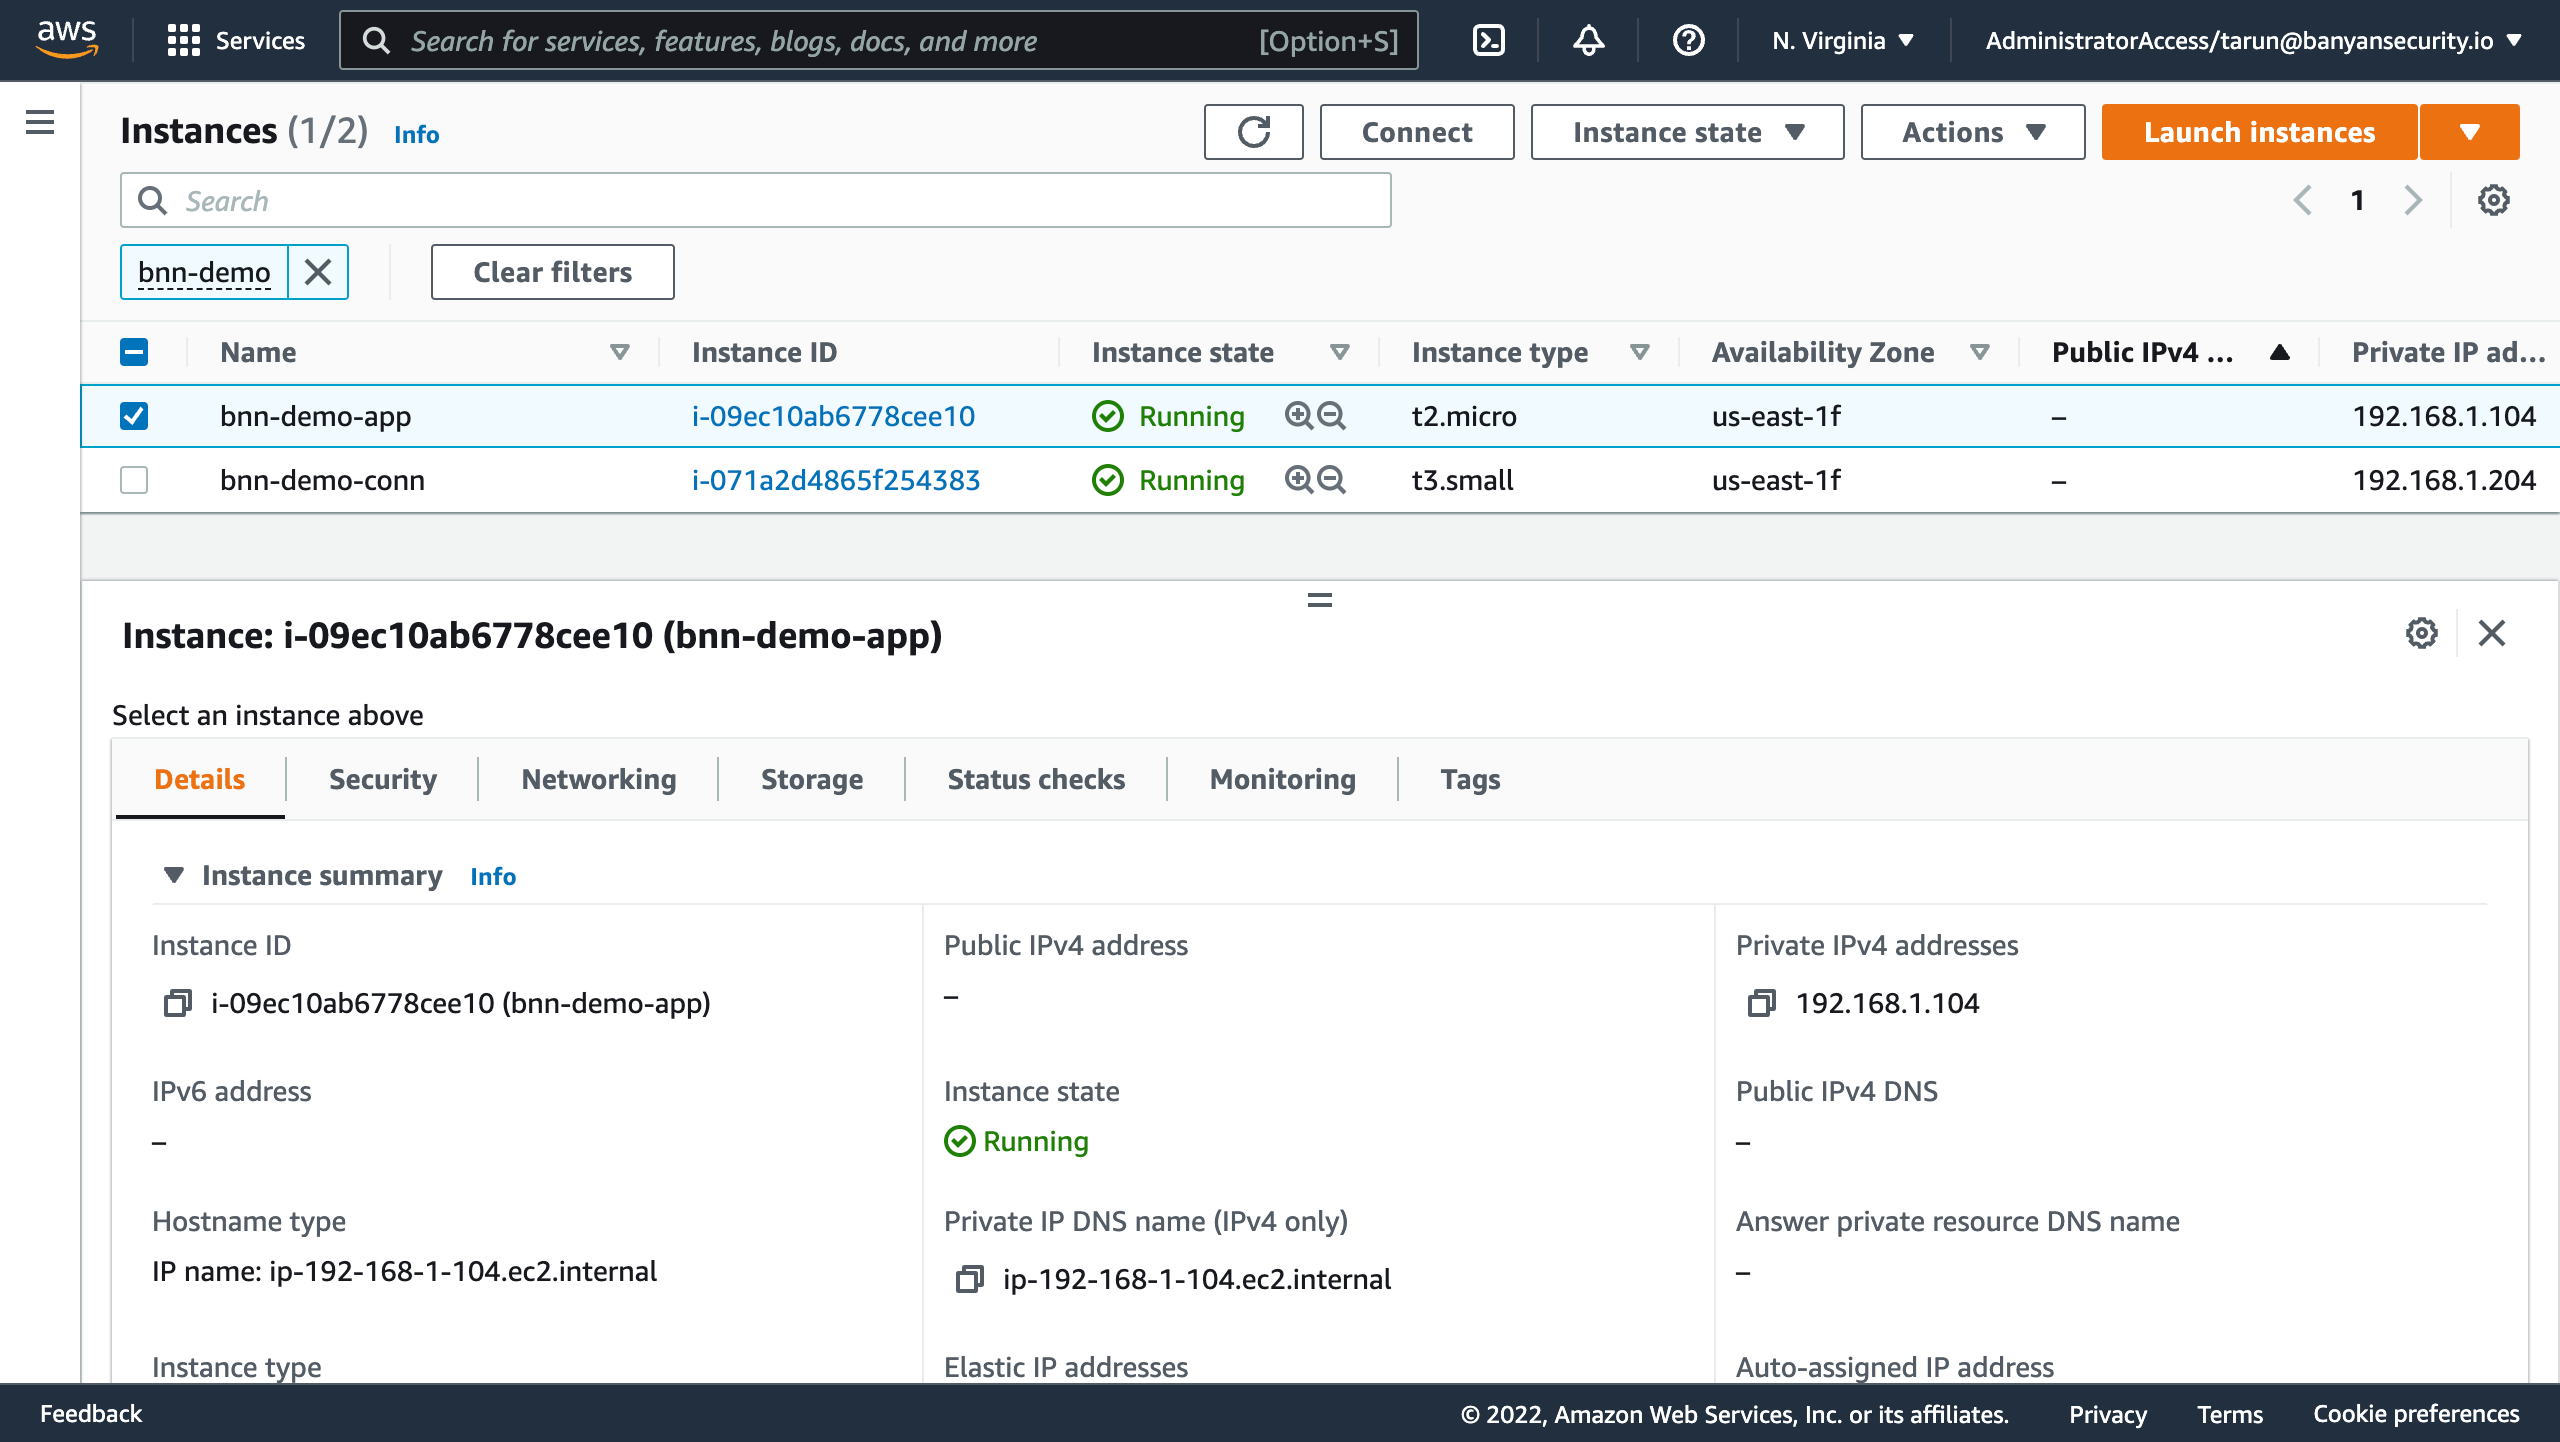 aws Services Search for services, features, blogs, docs, and more [Option+S] N. Virginia AdministratorAccess/tarun@banyansecurity.io
Instances (1/2) Info Connect Instance state Actions Launch instances
Search 1
bnn-demo Clear filters
Name Instance ID Instance state Instance type Availability Zone Public IPv4 ... Private IP ad...
bnn-demo-app i-09ec10ab6778cee10 Running t2.micro us-east-1f – 192.168.1.104
bnn-demo-conn i-071a2d4865f254383 Running t3.small us-east-1f – 192.168.1.204
Instance: i-09ec10ab6778cee10 (bnn-demo-app)
Select an instance above
Details Security Networking Storage Status checks Monitoring Tags
Instance summary Info
Instance ID Public IPv4 address Private IPv4 addresses
i-09ec10ab6778cee10 (bnn-demo-app) – 192.168.1.104
IPv6 address Instance state Public IPv4 DNS
– Running –
Hostname type Private IP DNS name (IPv4 only) Answer private resource DNS name
IP name: ip-192-168-1-104.ec2.internal ip-192-168-1-104.ec2.internal –
Instance type Elastic IP addresses Auto-assigned IP address
Feedback © 2022, Amazon Web Services, Inc. or its affiliates. Privacy Terms Cookie preferences